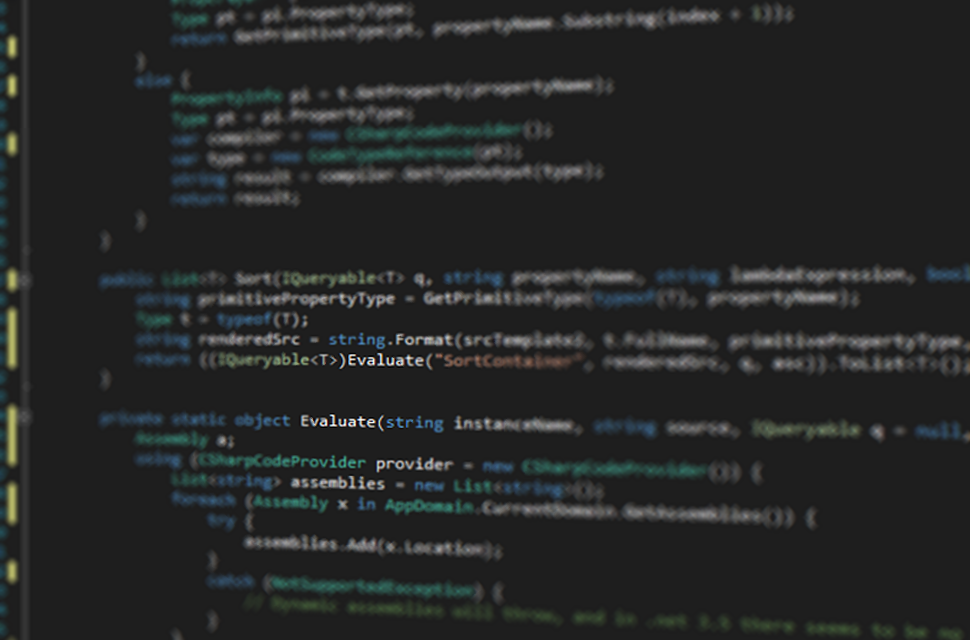 Type pt = pi.PropertyType;
return GetPrimitiveType(pt, propertyName.Substring(index + 1));
}
else {
PropertyInfo pi = t.GetProperty(propertyName);
Type pt = pi.PropertyType;
var compiler = new CSharpCodeProvider();
var type = new CodeTypeReference(pt);
string result = compiler.GetTypeOutput(type);
return result;
}
}
public List<T> Sort(IQueryable<T> q, string propertyName, string lambdaExpression, bool
string primitivePropertyType = GetPrimitiveType(typeof(T), propertyName);
Type t = typeof(T);
string renderedSrc = string.Format(srcTemplate2, t.FullName, primitivePropertyType,
return ((IQueryable<T>)Evaluate("SortContainer", renderedSrc, q, asc)).ToList<T>();
}
private static object Evaluate(string instanceName, string source, IQueryable q = null,
Assembly a;
using (CSharpCodeProvider provider = new CSharpCodeProvider()) {
List<string> assemblies = new List<string>();
foreach (Assembly x in AppDomain.CurrentDomain.GetAssemblies()) {
try {
assemblies.Add(x.Location);
}
catch (NotSupportedException) {
// Dynamic assemblies will throw, and in .net 3.5 there seems to be no
}
}